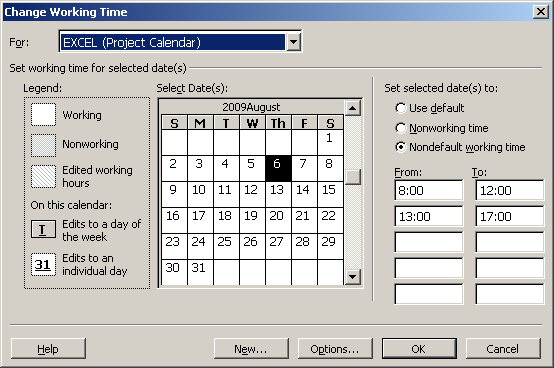 Change Working Time
For: EXCEL (Project Calendar)
Set working time for selected date(s)
Legend:
Working
Nonworking
Edited working
hours
On this calendar:
T Edits to a day of
the week
31 Edits to an
individual day
Select Date(s):
2009August
S M T W Th F S
1
2 3 4 5 6 7 8
9 10 11 12 13 14 15
16 17 18 19 20 21 22
23 24 25 26 27 28 29
30 31
Set selected date(s) to:
Use default
Nonworking time
Nondefault working time
From: To:
8:00 12:00
13:00 17:00
Help New... Options... OK Cancel